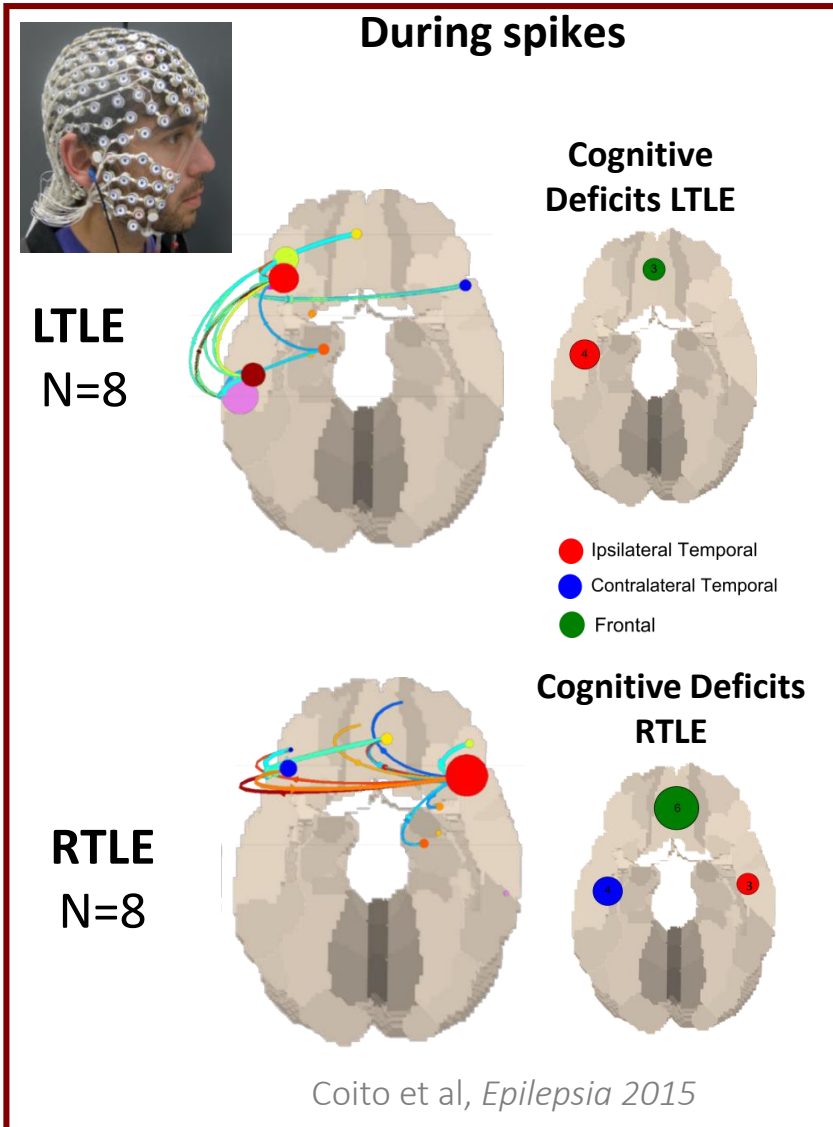 During spikes
Cognitive
Deficits LTLE
LTLE
N=8
3
4
Ipsilateral Temporal
Contralateral Temporal
Frontal
Cognitive Deficits
RTLE
RTLE
N=8
6
4
3
Coito et al, Epilepsia 2015